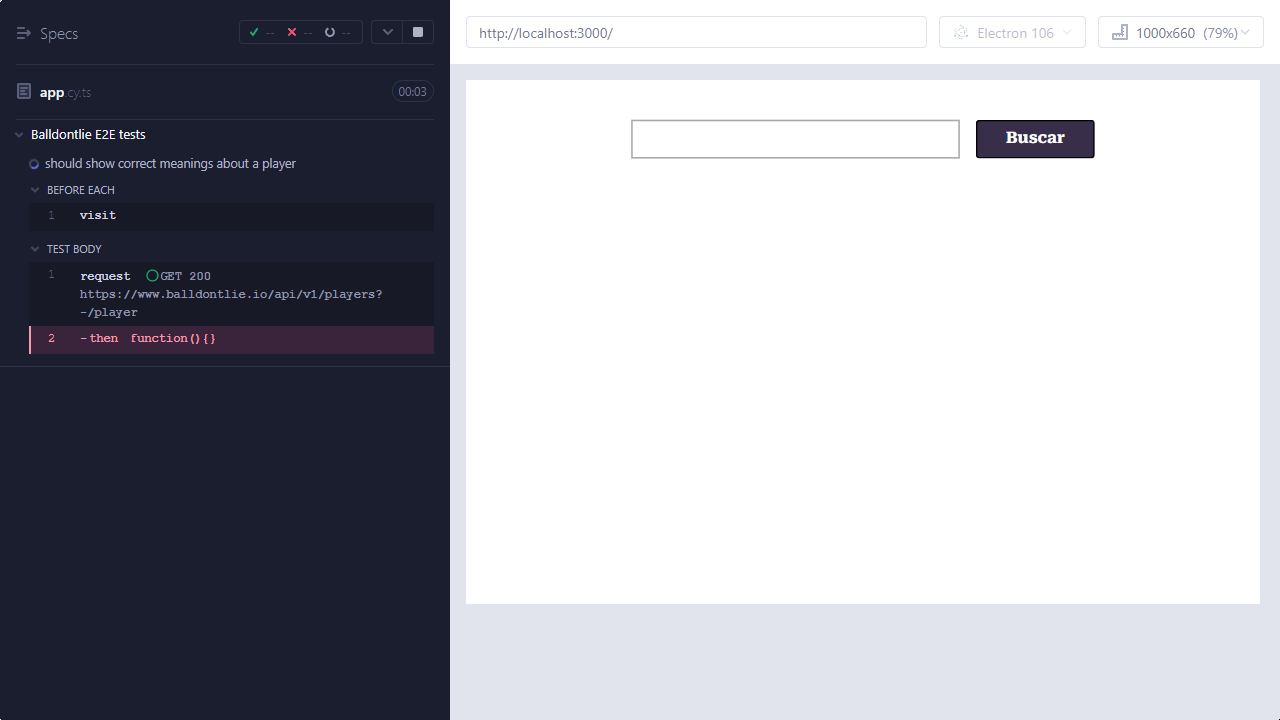 Specs
-- -- --
app.cy.ts
00:03
Balldontlie E2E tests
should show correct meanings about a player
BEFORE EACH
1 visit
TEST BODY
1 request GET 200
https://www.balldontlie.io/api/v1/players?
-/player
2 -then function(){}
http://localhost:3000/
Electron 106
1000x660 (79%)
Buscar